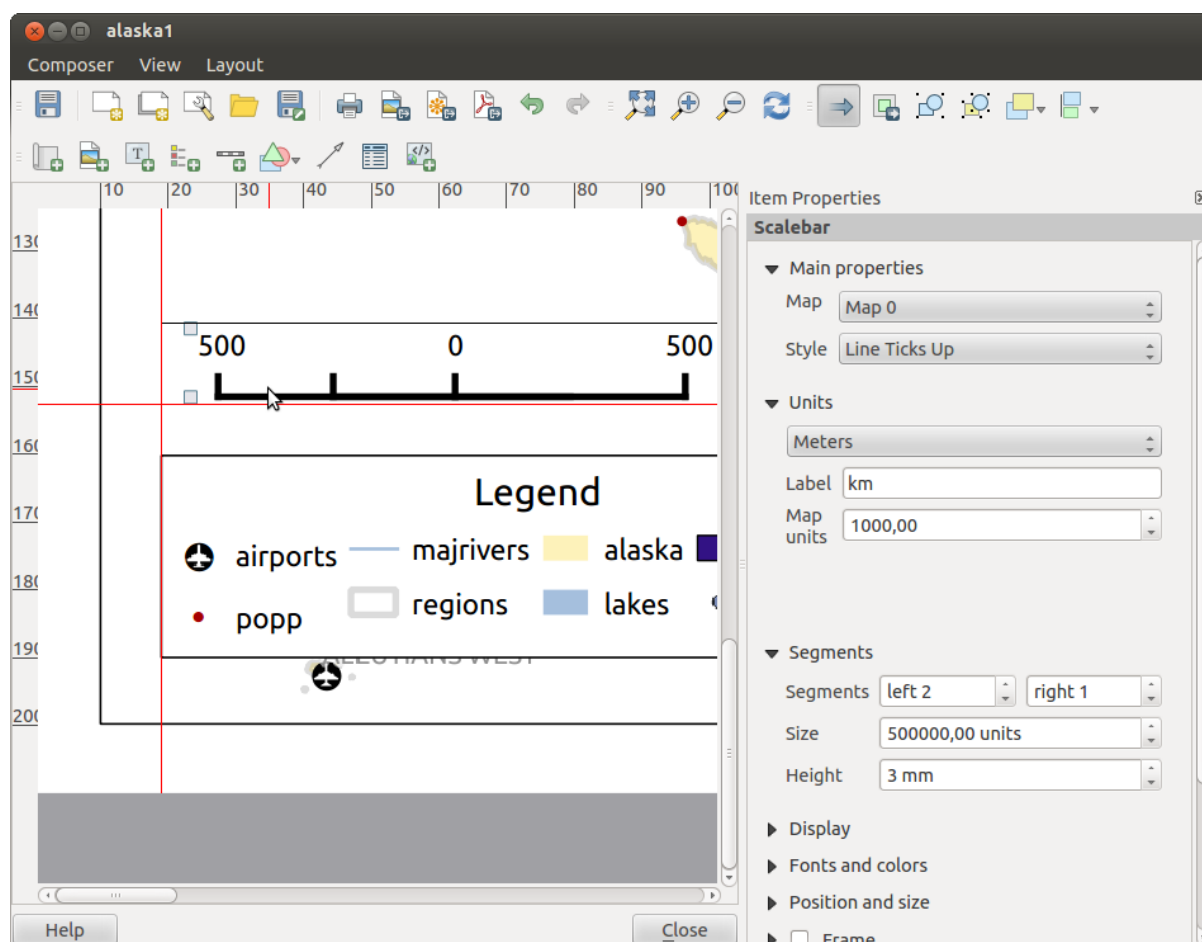 alaska1
Composer View Layout
10 20 30 40 50 60 70 80 90 100
Item Properties
Scalebar
Main properties
Map Map 0
Style Line Ticks Up
Units
Meters
Label km
Map units 1000,00
Segments
Segments left 2 right 1
Size 500000,00 units
Height 3 mm
Display
Fonts and colors
Position and size
Frame
130
140
150
160
170
180
190
200
500 0 500
Legend
airports majrivers alaska
popp regions lakes
ALEUTIANS WEST
Help Close